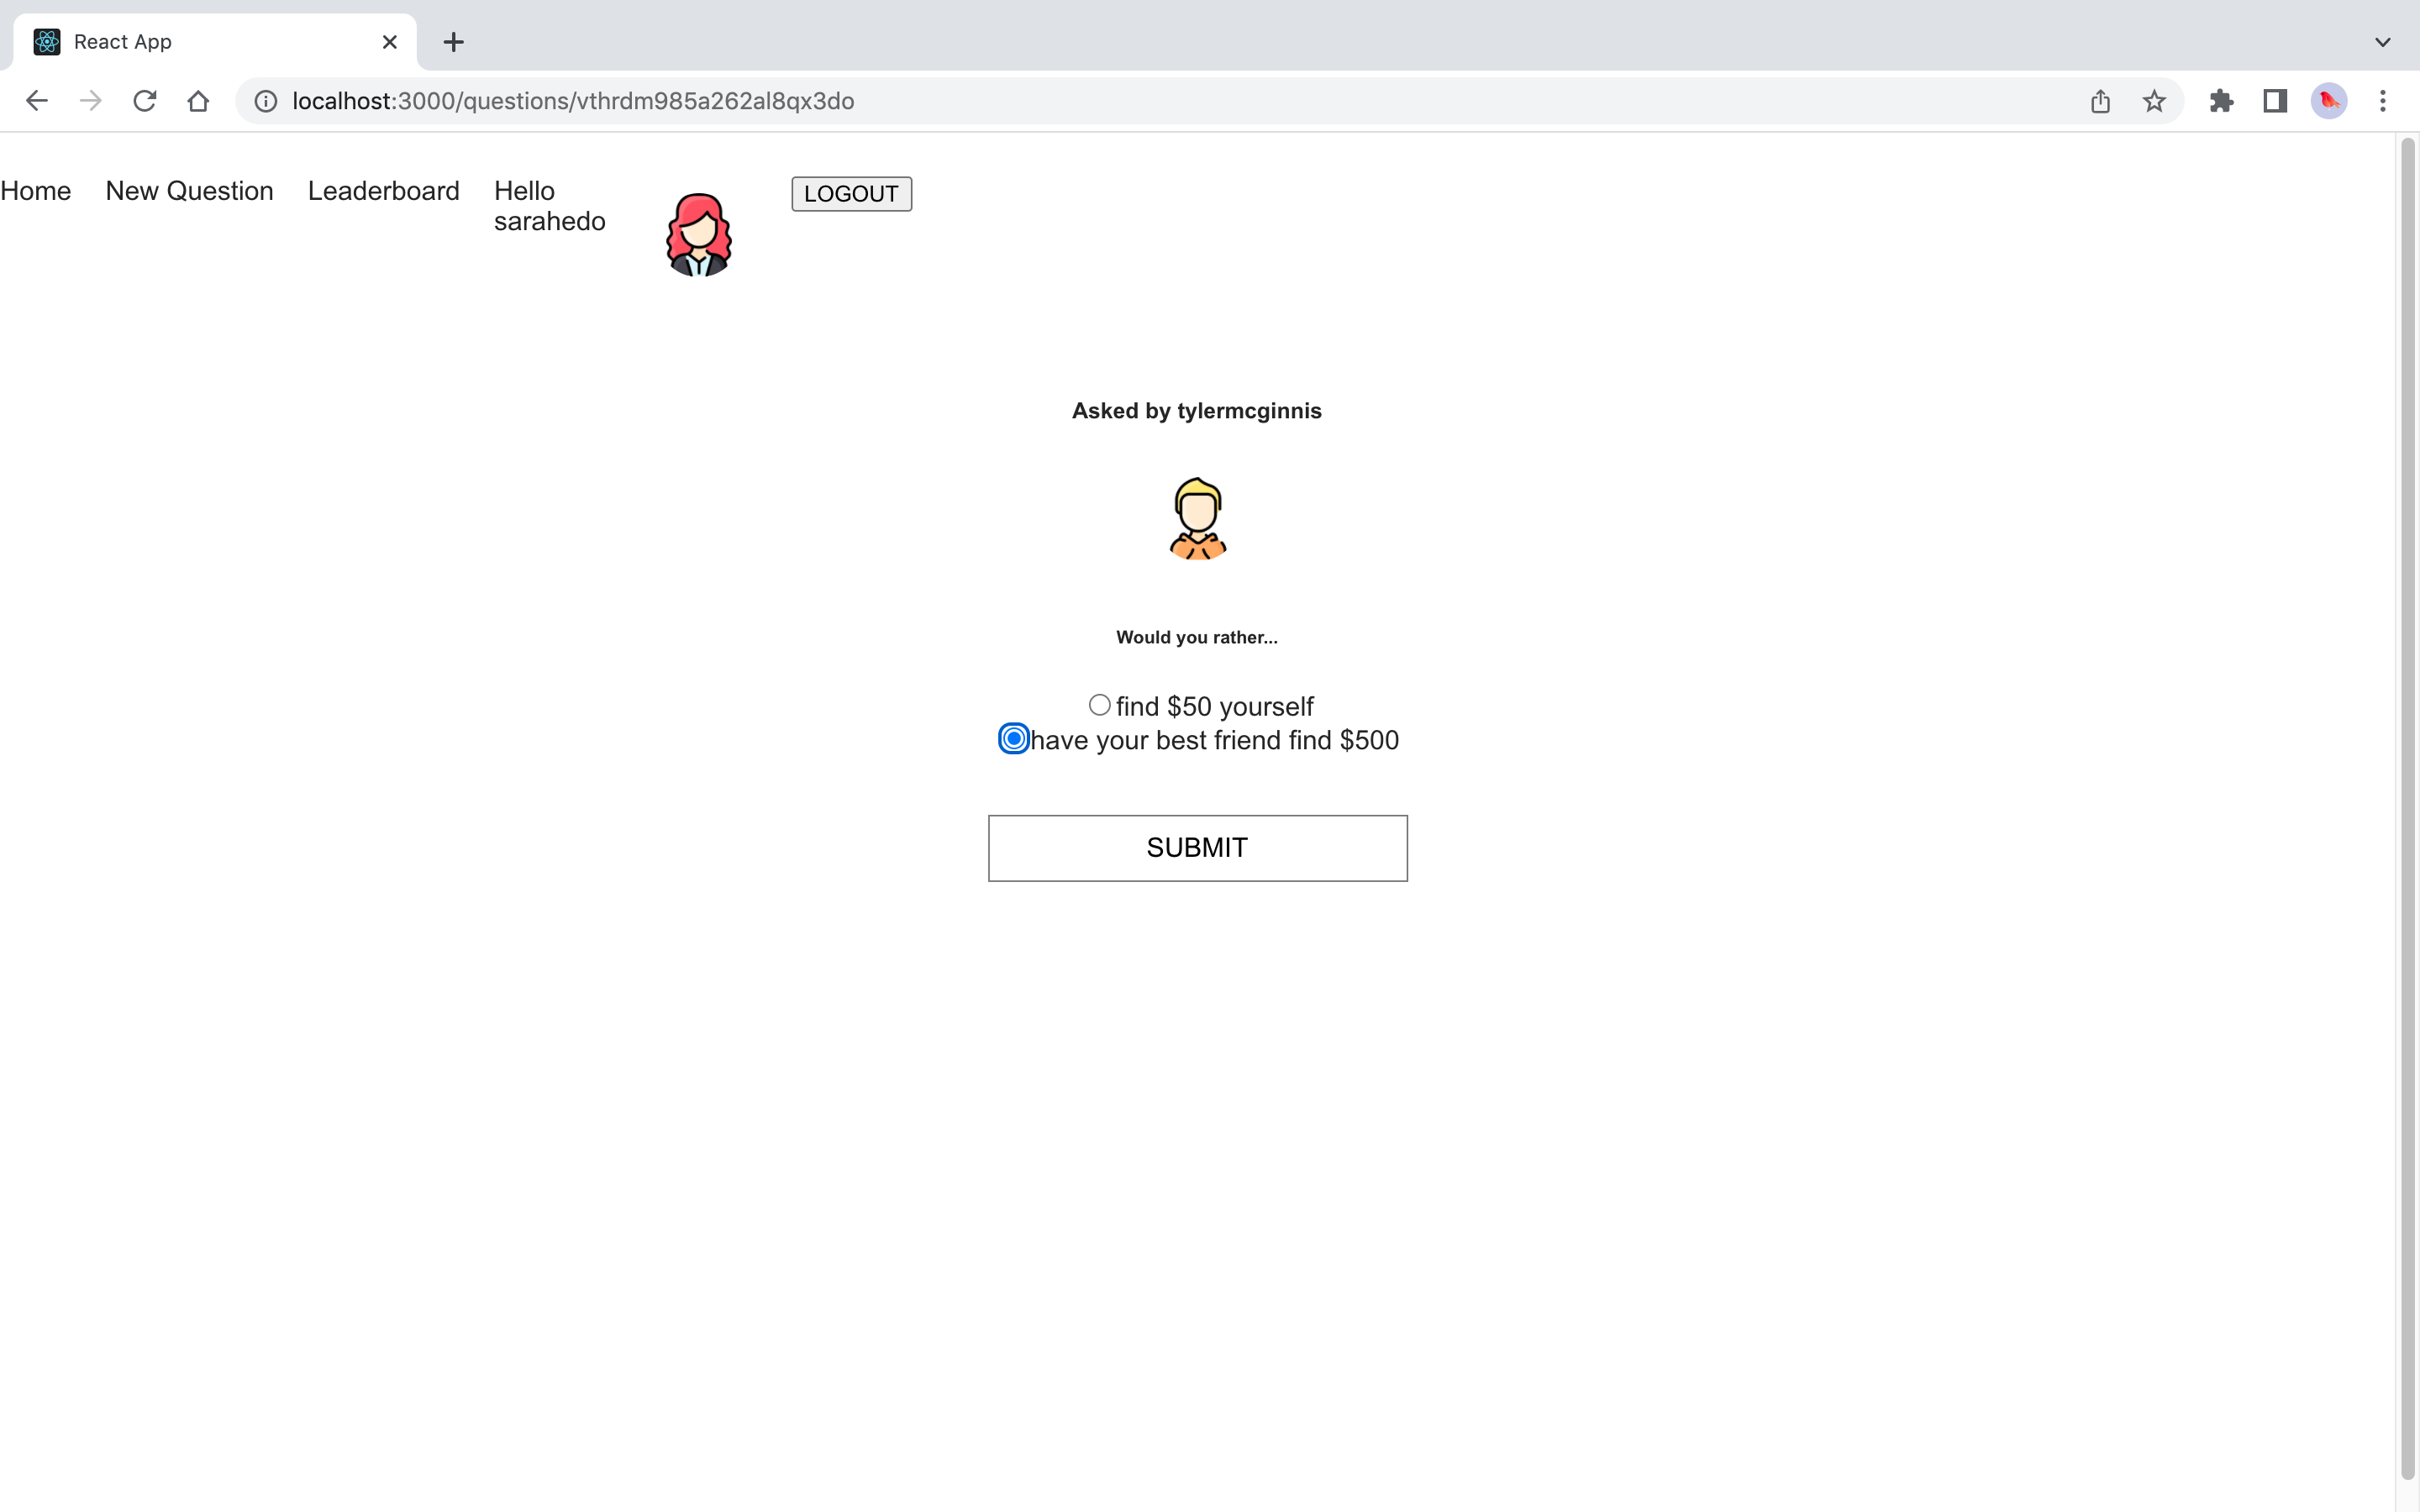 React App
localhost:3000/questions/vthrdm985a262al8qx3do
Home New Question Leaderboard Hello sarahedo LOGOUT
Asked by tylermcginnis
Would you rather...
find $50 yourself
have your best friend find $500
SUBMIT